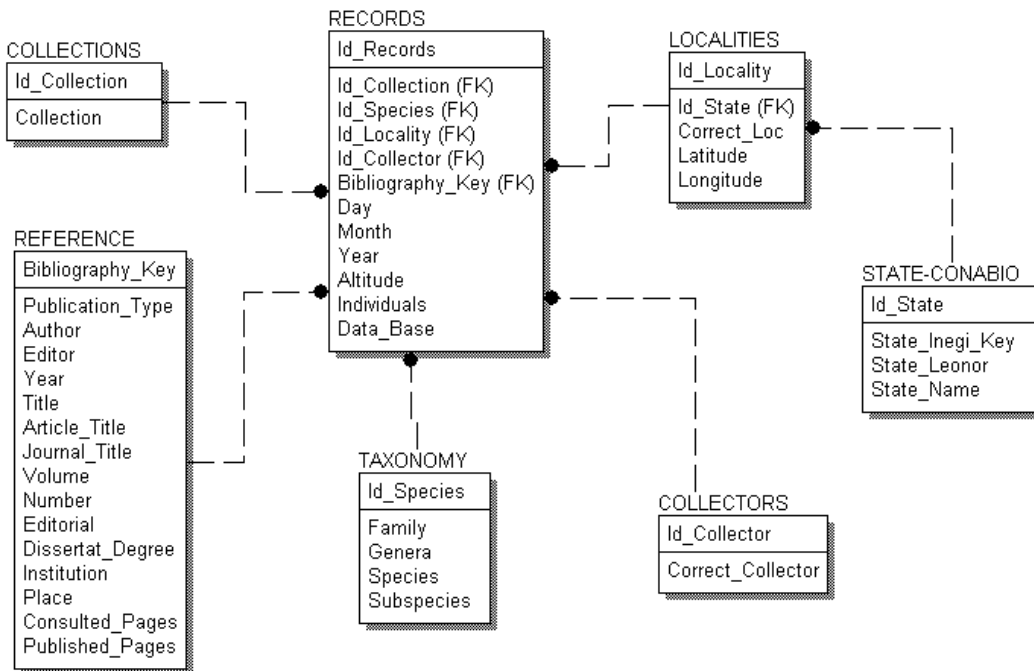 COLLECTIONS
Id_Collection
Collection
REFERENCE
Bibliography_Key
Publication_Type
Author
Editor
Year
Title
Article_Title
Journal_Title
Volume
Number
Editorial
Dissertat_Degree
Institution
Place
Consulted_Pages
Published_Pages
RECORDS
Id_Records
Id_Collection (FK)
Id_Species (FK)
Id_Locality (FK)
Id_Collector (FK)
Bibliography_Key (FK)
Day
Month
Year
Altitude
Individuals
Data_Base
TAXONOMY
Id_Species
Family
Genera
Species
Subspecies
LOCALITIES
Id_Locality
Id_State (FK)
Correct_Loc
Latitude
Longitude
STATE-CONABIO
Id_State
State_Inegi_Key
State_Leonor
State_Name
COLLECTORS
Id_Collector
Correct_Collector